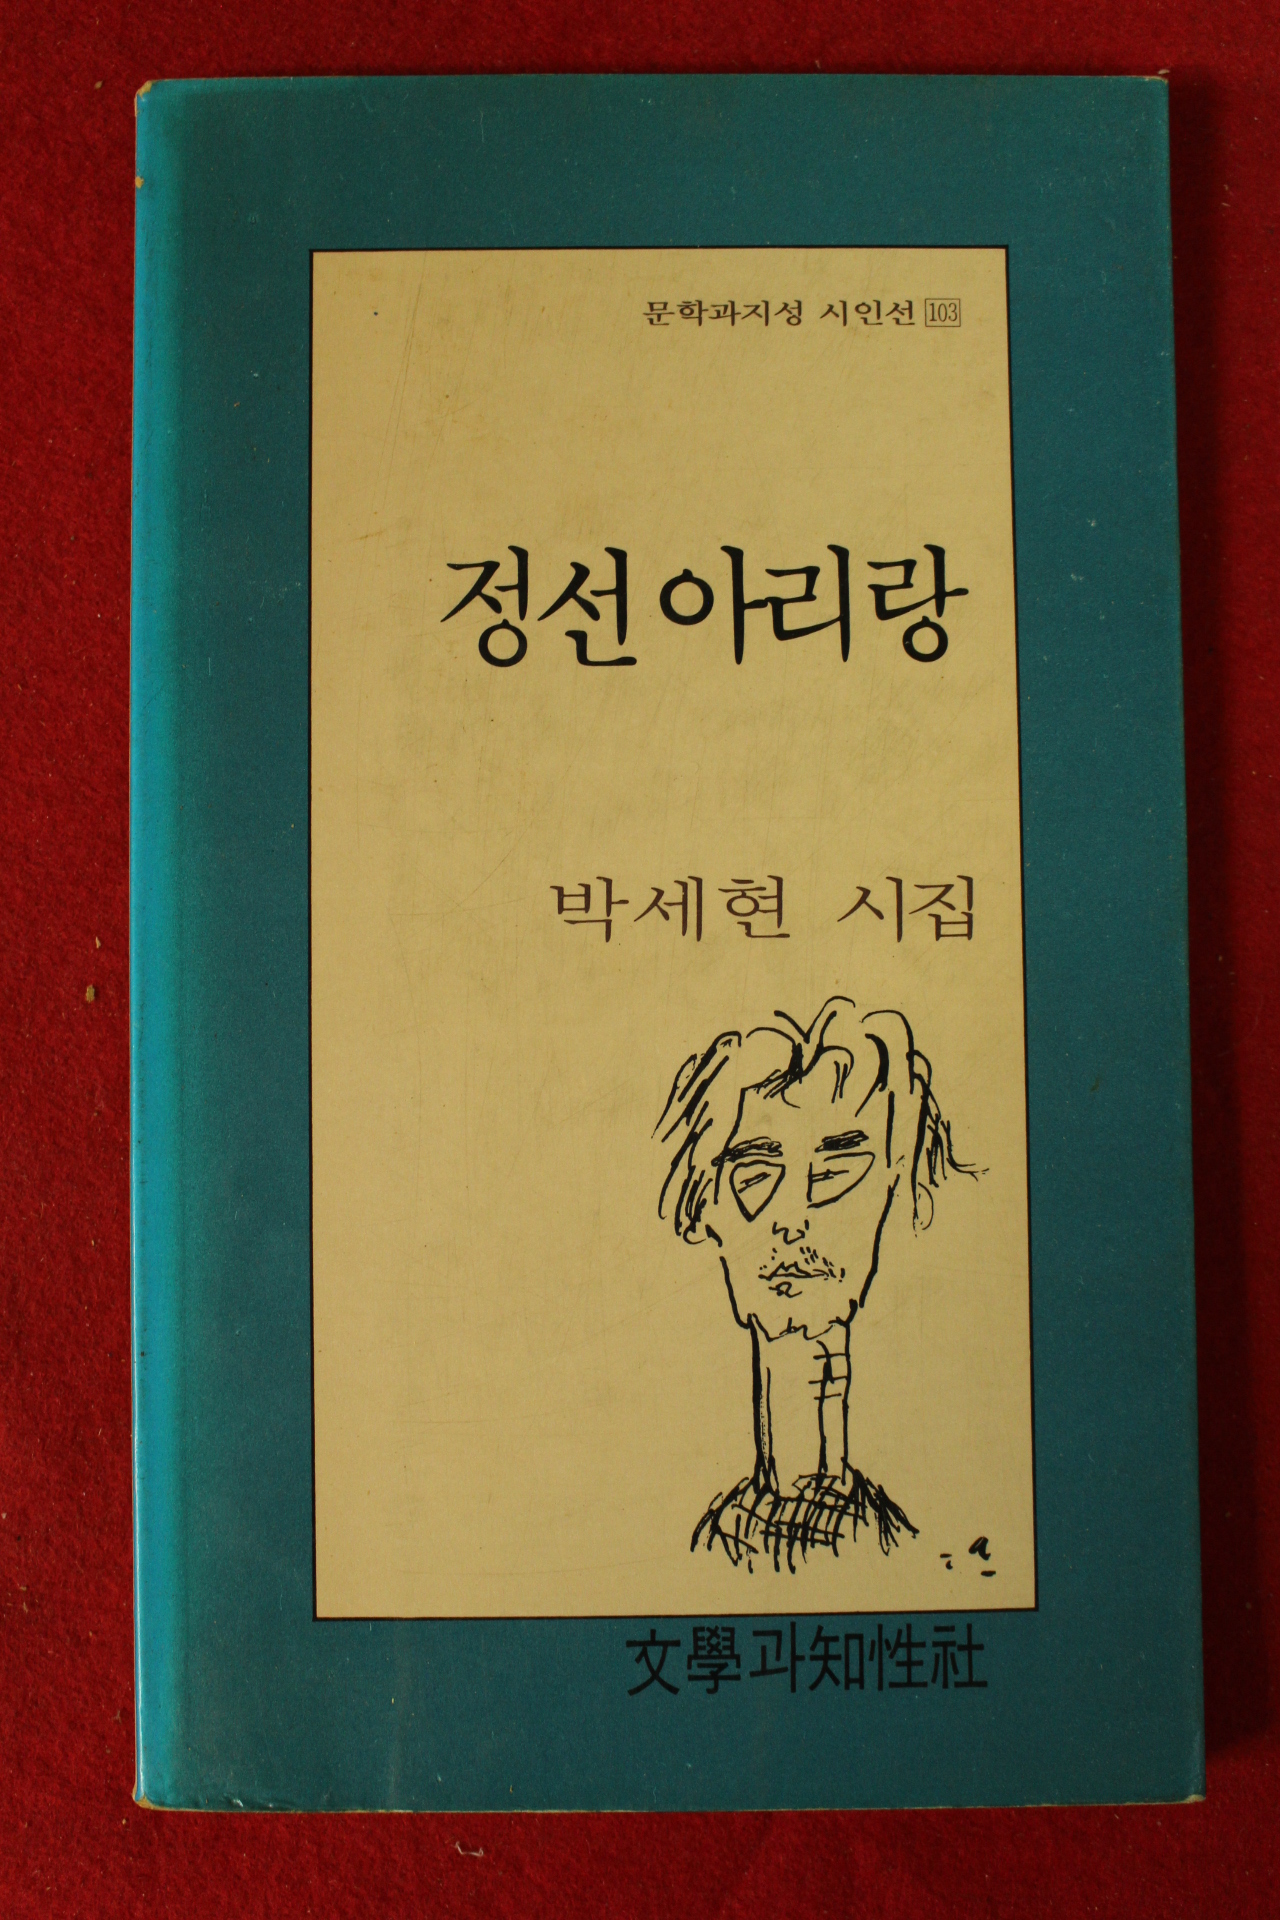 문학과지성 시인선 103
정선아리랑
박세현 시집
文學과知性社